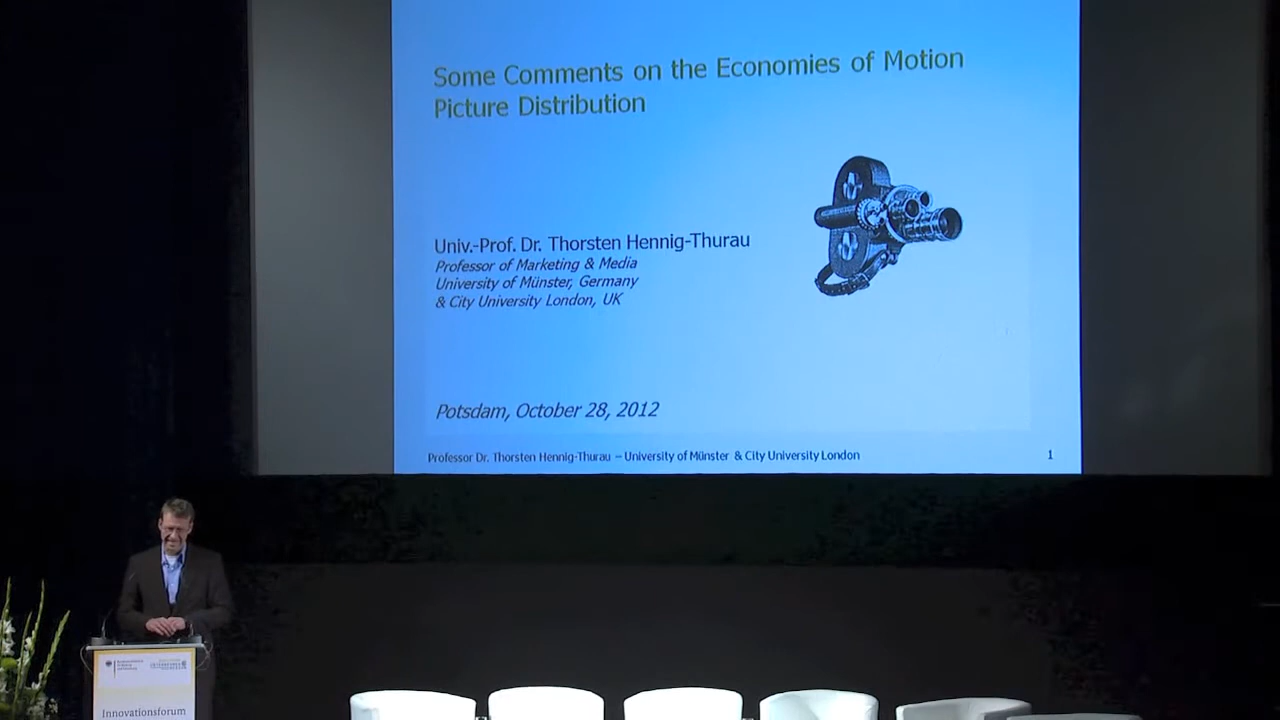 Some Comments on the Economies of Motion
Picture Distribution
Univ.-Prof. Dr. Thorsten Hennig-Thurau
Professor of Marketing & Media
University of Münster, Germany
& City University London, UK
Potsdam, October 28, 2012
Professor Dr. Thorsten Hennig-Thurau – University of Münster & City University London
1
Innovationsforum